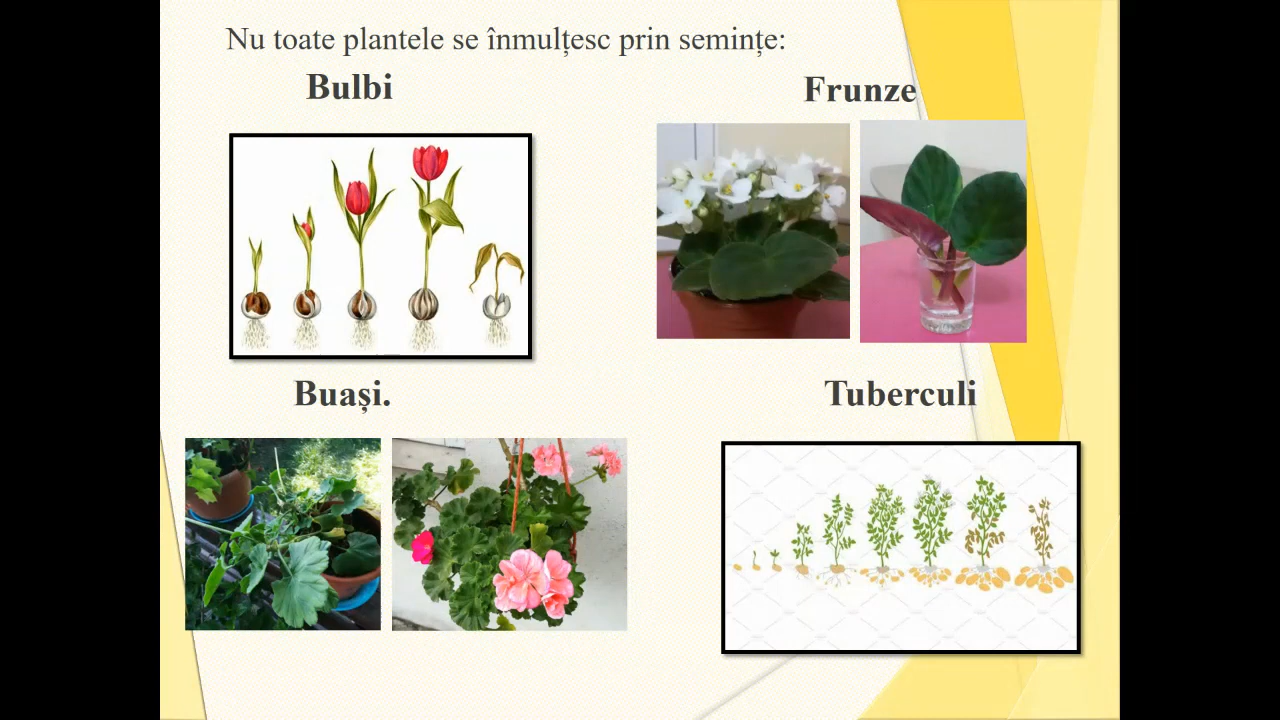 Nu toate plantele se înmulțesc prin semințe:
Bulbi
Frunze
Buași.
Tuberculi